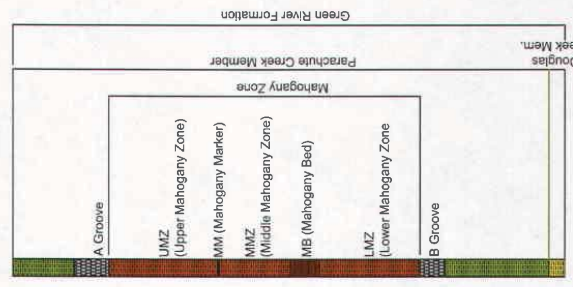 Green River Formation
Douglas
eek Mem.
Parachute Creek Member
Mahogany Zone
A Groove
UMZ
(Upper Mahogany Zone)
MM (Mahogany Marker)
MMZ
(Middle Mahogany Zone)
MB (Mahogany Bed)
LMZ
(Lower Mahogany Zone
B Groove